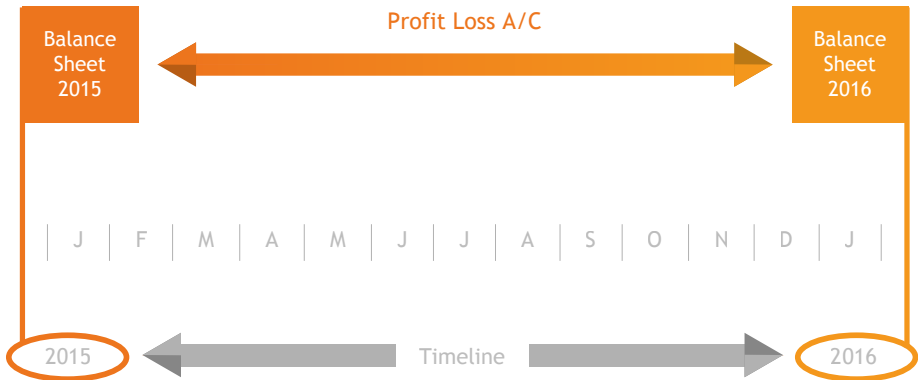 Profit Loss A/C
Balance
Sheet
2015
Balance
Sheet
2016
J F M A M J J A S O N D J
2015 Timeline 2016